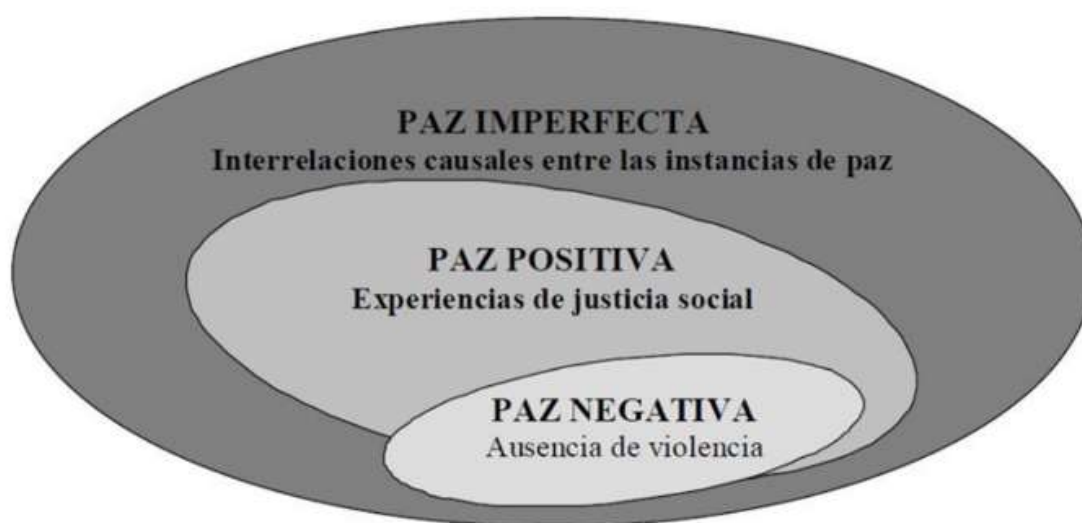 PAZ IMPERFECTA
Interrelaciones causales entre las instancias de paz
PAZ POSITIVA
Experiencias de justicia social
PAZ NEGATIVA
Ausencia de violencia